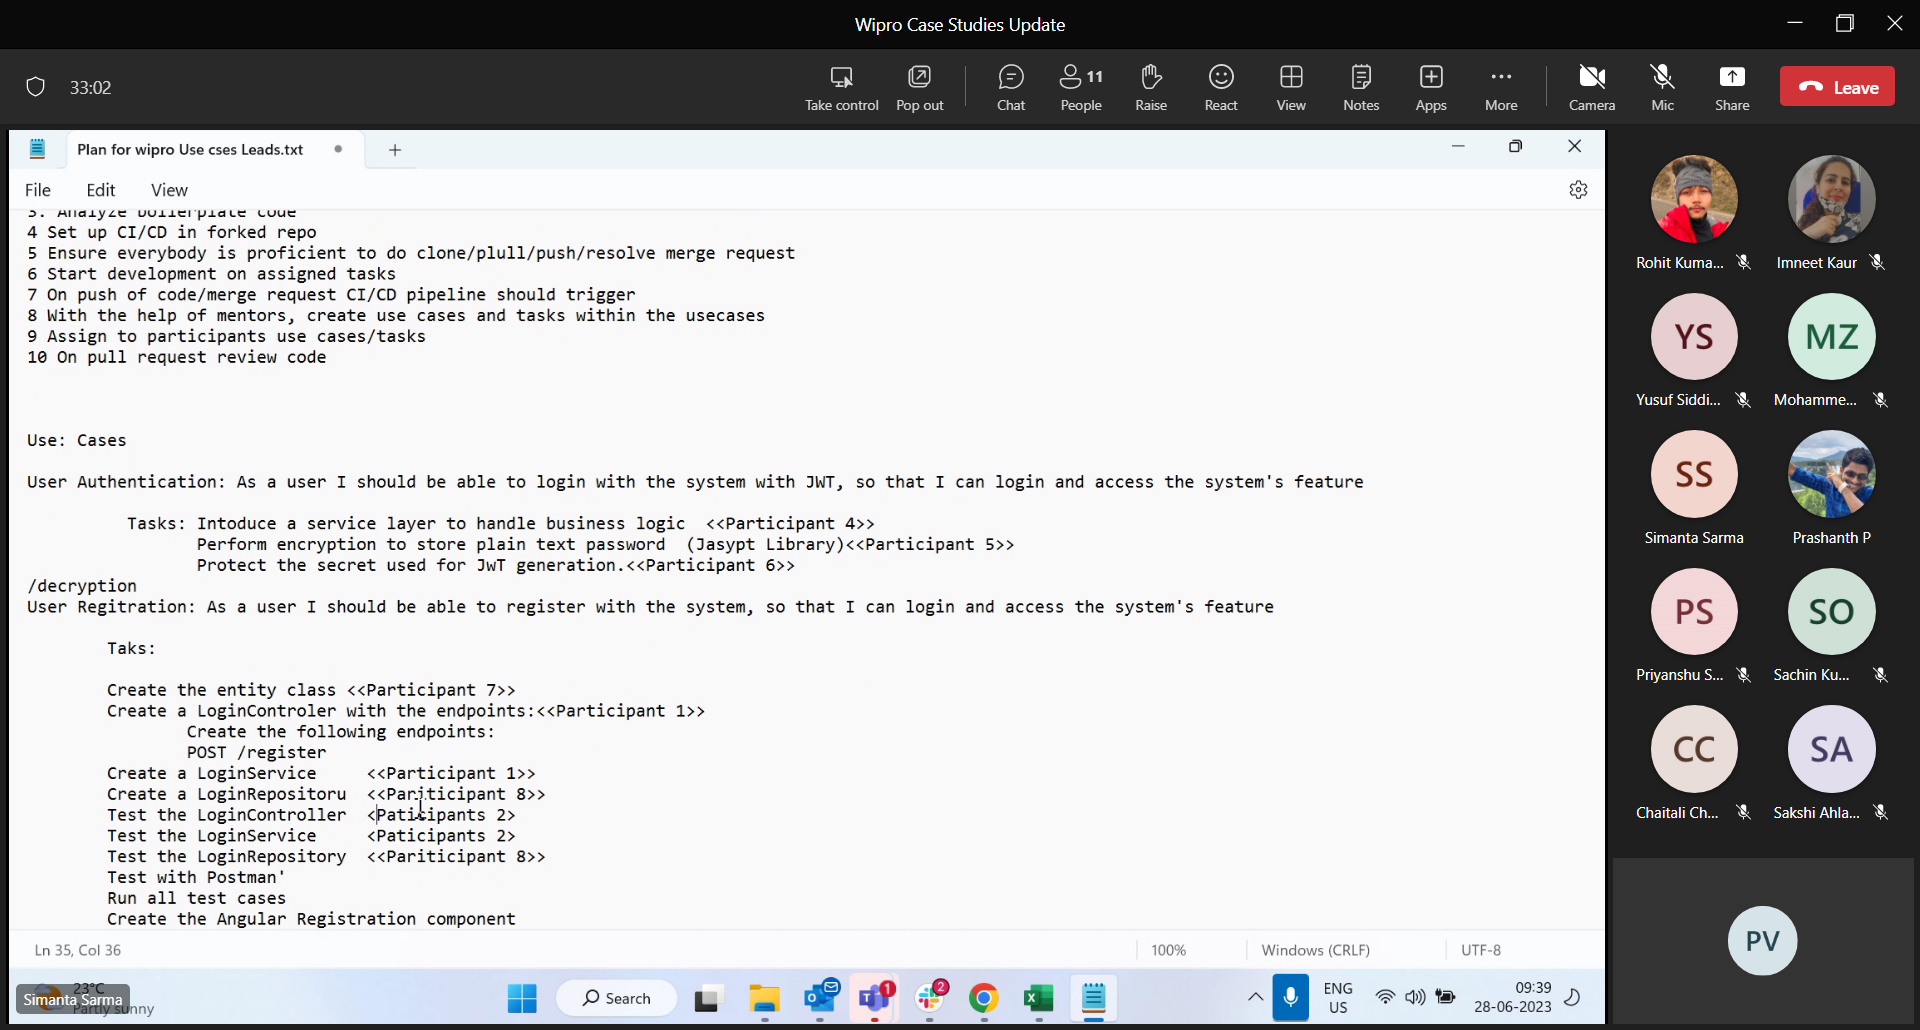 Wipro Case Studies Update
33:02
Take control
Pop out
Chat
11
People
Raise
React
View
Notes
Apps
More
Camera
Mic
Share
Leave
Plan for wipro Use cses Leads.txt
File Edit View
3. Analyze boilerplate code
4 Set up CI/CD in forked repo
5 Ensure everybody is proficient to do clone/plull/push/resolve merge request
6 Start development on assigned tasks
7 On push of code/merge request CI/CD pipeline should trigger
8 With the help of mentors, create use cases and tasks within the usecases
9 Assign to participants use cases/tasks
10 On pull request review code
Use: Cases
User Authentication: As a user I should be able to login with the system with JWT, so that I can login and access the system's feature
Tasks: Intoduce a service layer to handle business logic <<Participant 4>>
Perform encryption to store plain text password (Jasypt Library)<<Participant 5>>
Protect the secret used for JwT generation.<<Participant 6>>
/decryption
User Regitration: As a user I should be able to register with the system, so that I can login and access the system's feature
Taks:
Create the entity class <<Participant 7>>
Create a LoginControler with the endpoints:<<Participant 1>>
Create the following endpoints:
POST /register
Create a LoginService <<Participant 1>>
Create a LoginRepositoru <<Pariticipant 8>>
Test the LoginController <Paticipants 2>
Test the LoginService <Paticipants 2>
Test the LoginRepository <<Pariticipant 8>>
Test with Postman'
Run all test cases
Create the Angular Registration component
Ln 35, Col 36
100%
Windows (CRLF)
UTF-8
23°C
Partly sunny
Simanta Sarma
Search
1
2
ENG
US
09:39
28-06-2023
Rohit Kuma...
Imneet Kaur
YS
Yusuf Siddi...
MZ
Mohamme...
SS
Simanta Sarma
Prashanth P
PS
Priyanshu S...
SO
Sachin Ku...
CC
Chaitali Ch...
SA
Sakshi Ahla...
PV